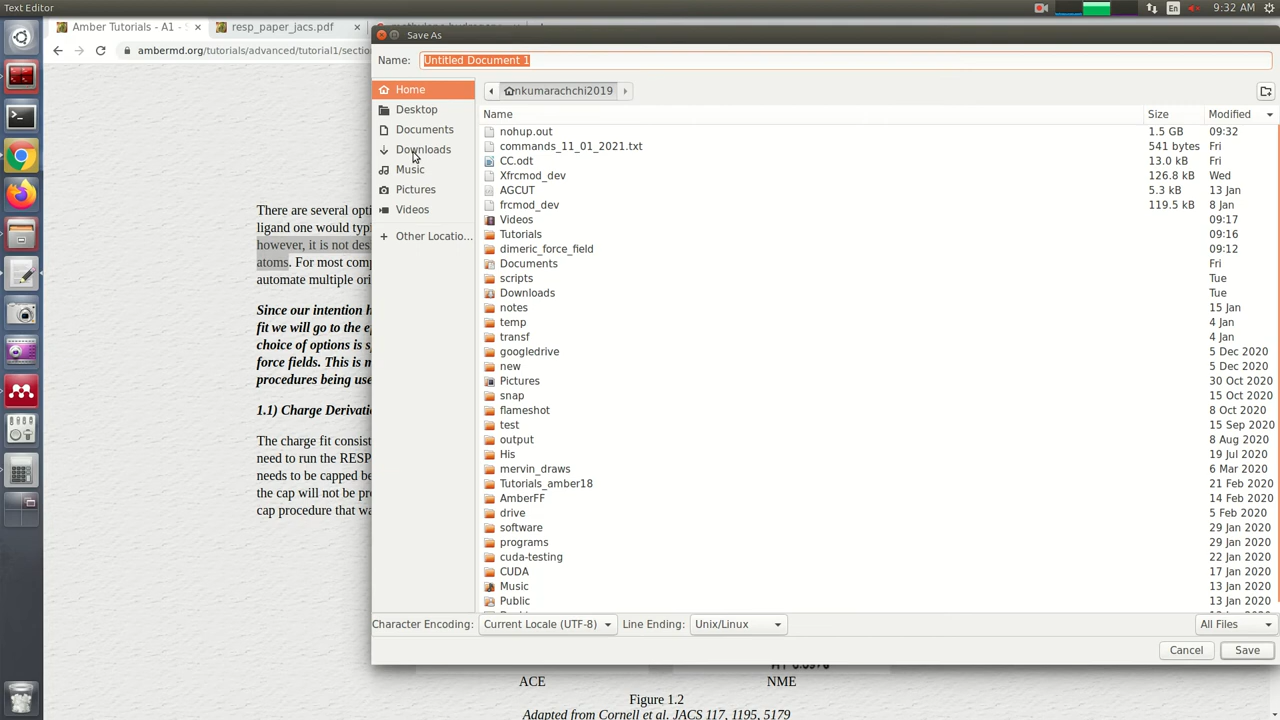 Text Editor
En
9:32 AM
Amber Tutorials - A1 - S
resp_paper_jacs.pdf
ambermd.org/tutorials/advanced/tutorial1/sectio
There are several opti
ligand one would typi
however, it is not des
atoms. For most comp
automate multiple ori
Since our intention h
fit we will go to the e
choice of options is s
force fields. This is m
procedures being use
1.1) Charge Derivati
The charge fit consist
need to run the RESP
needs to be capped be
the cap will not be pr
cap procedure that wa
Save As
Name: Untitled Document 1
Home
Desktop
Documents
Downloads
Music
Pictures
Videos
Other Locatio...
nkumarachchi2019
Name Size Modified
nohup.out 1.5 GB 09:32
commands_11_01_2021.txt 541 bytes Fri
CC.odt 13.0 kB Fri
Xfrcmod_dev 126.8 kB Wed
AGCUT 5.3 kB 13 Jan
frcmod_dev 119.5 kB 8 Jan
Videos 09:17
Tutorials 09:16
dimeric_force_field 09:12
Documents Fri
scripts Tue
Downloads Tue
notes 15 Jan
temp 4 Jan
transf 4 Jan
googledrive 5 Dec 2020
new 5 Dec 2020
Pictures 30 Oct 2020
snap 15 Oct 2020
flameshot 8 Oct 2020
test 15 Sep 2020
output 8 Aug 2020
His 19 Jul 2020
mervin_draws 6 Mar 2020
Tutorials_amber18 21 Feb 2020
AmberFF 14 Feb 2020
drive 5 Feb 2020
software 29 Jan 2020
programs 29 Jan 2020
cuda-testing 22 Jan 2020
CUDA 17 Jan 2020
Music 13 Jan 2020
Public 13 Jan 2020
Character Encoding: Current Locale (UTF-8) Line Ending: Unix/Linux All Files
Cancel Save
ACE NME
Figure 1.2
Adapted from Cornell et al. JACS 117, 1195, 5179